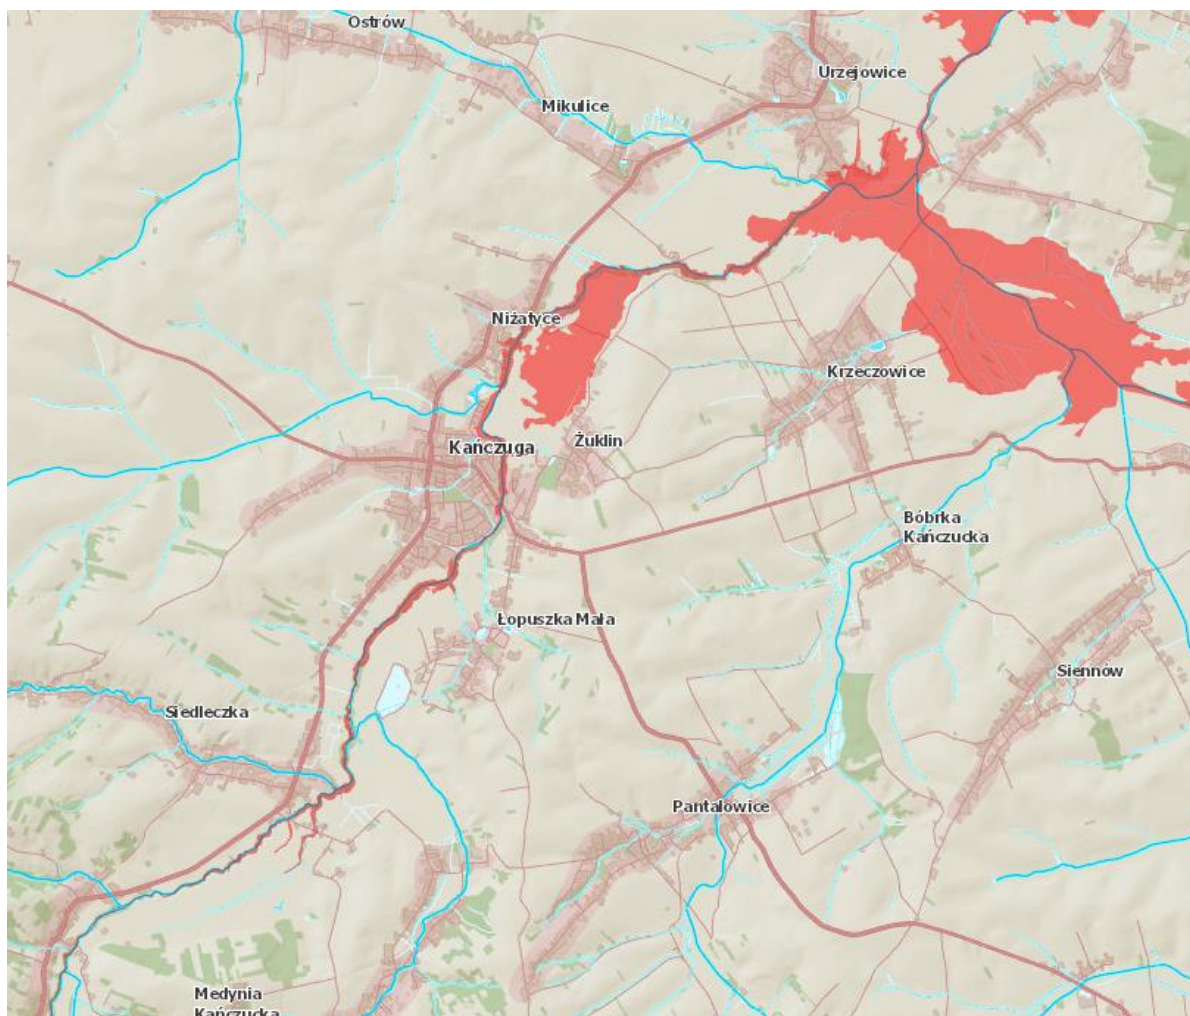 Ostrów
Urzejowice
Mikulice
Niżatyce
Krzeczowice
Kańczuga
Żuklin
Bóbrka
Kańczucka
Łopuszka Mała
Siennów
Siedleczka
Pantalowice
Medynia
Kańczucka